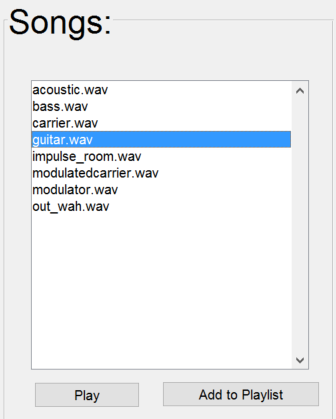 Songs:
acoustic.wav
bass.wav
carrier.wav
guitar.wav
impulse_room.wav
modulatedcarrier.wav
modulator.wav
out_wah.wav
Play Add to Playlist